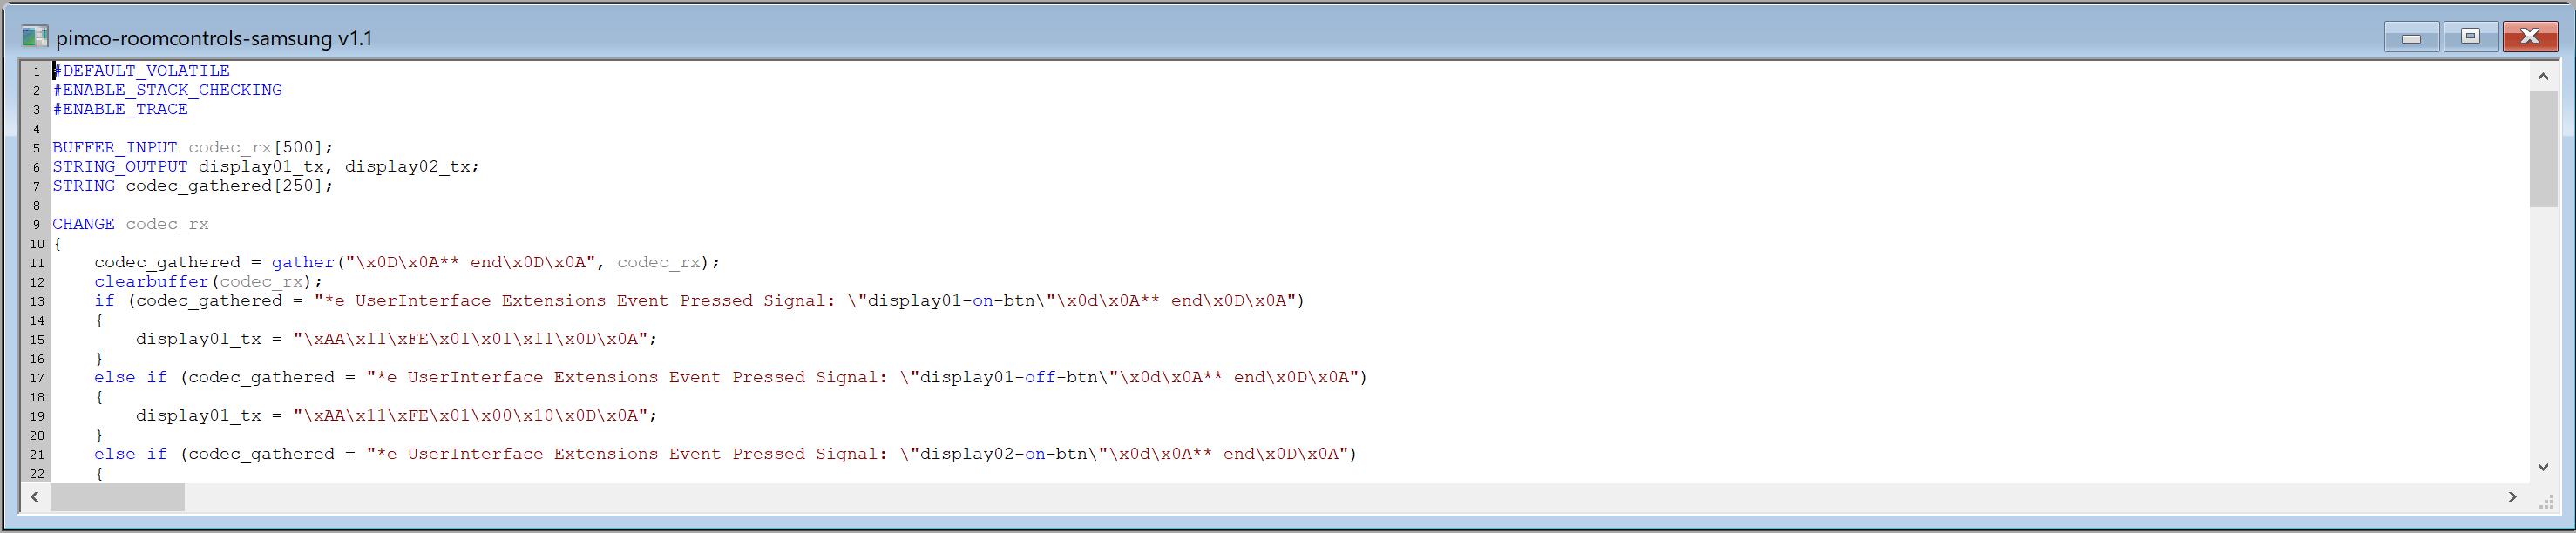 pimco-roomcontrols-samsung v1.1
1 #DEFAULT_VOLATILE
2 #ENABLE_STACK_CHECKING
3 #ENABLE_TRACE
4
5 BUFFER_INPUT codec_rx[500];
6 STRING_OUTPUT display01_tx, display02_tx;
7 STRING codec_gathered[250];
8
9 CHANGE codec_rx
10 {
11     codec_gathered = gather("\x0D\x0A** end\x0D\x0A", codec_rx);
12     clearbuffer(codec_rx);
13     if (codec_gathered = "*e UserInterface Extensions Event Pressed Signal: \"display01-on-btn\"\x0d\x0A** end\x0D\x0A")
14     {
15         display01_tx = "\xAA\x11\xFE\x01\x01\x11\x0D\x0A";
16     }
17     else if (codec_gathered = "*e UserInterface Extensions Event Pressed Signal: \"display01-off-btn\"\x0d\x0A** end\x0D\x0A")
18     {
19         display01_tx = "\xAA\x11\xFE\x01\x00\x10\x0D\x0A";
20     }
21     else if (codec_gathered = "*e UserInterface Extensions Event Pressed Signal: \"display02-on-btn\"\x0d\x0A** end\x0D\x0A")
22     {